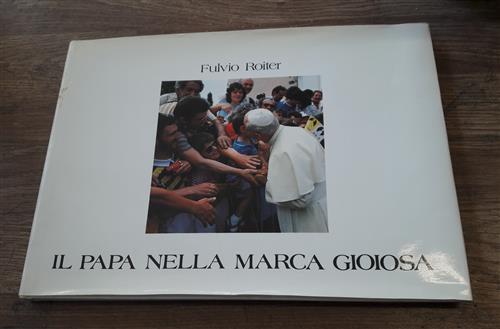 Fulvio Roiter
IL PAPA NELLA MARCA GIOIOSA